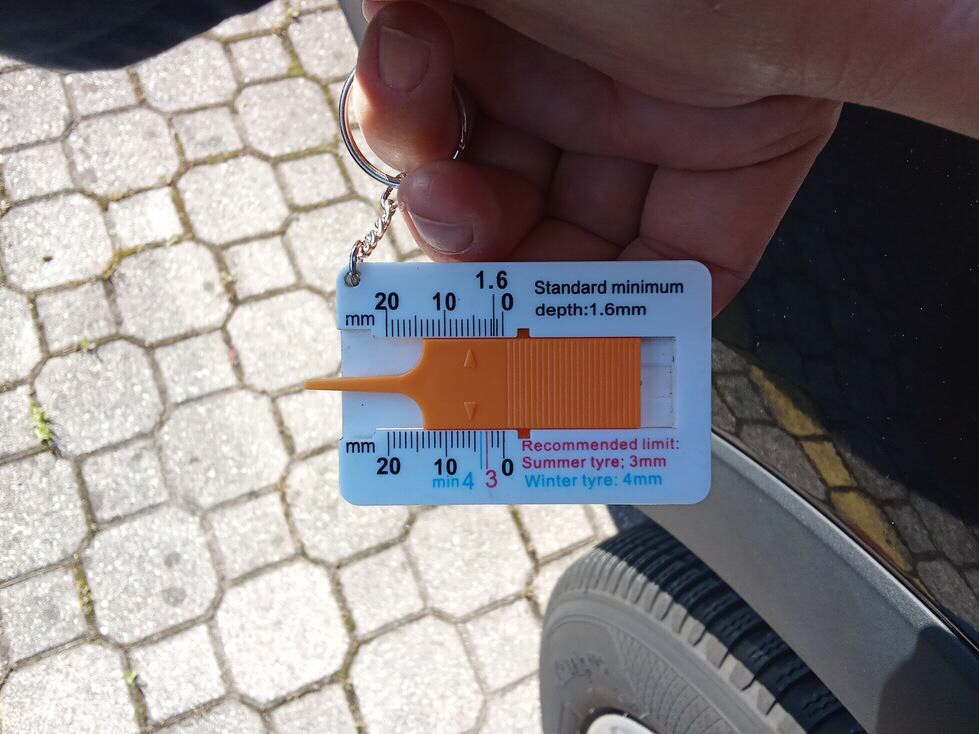 1.6
20 10 0
mm
Standard minimum
depth:1.6mm
mm
20 10 0
min 4 3
Recommended limit:
Summer tyre; 3mm
Winter tyre: 4mm